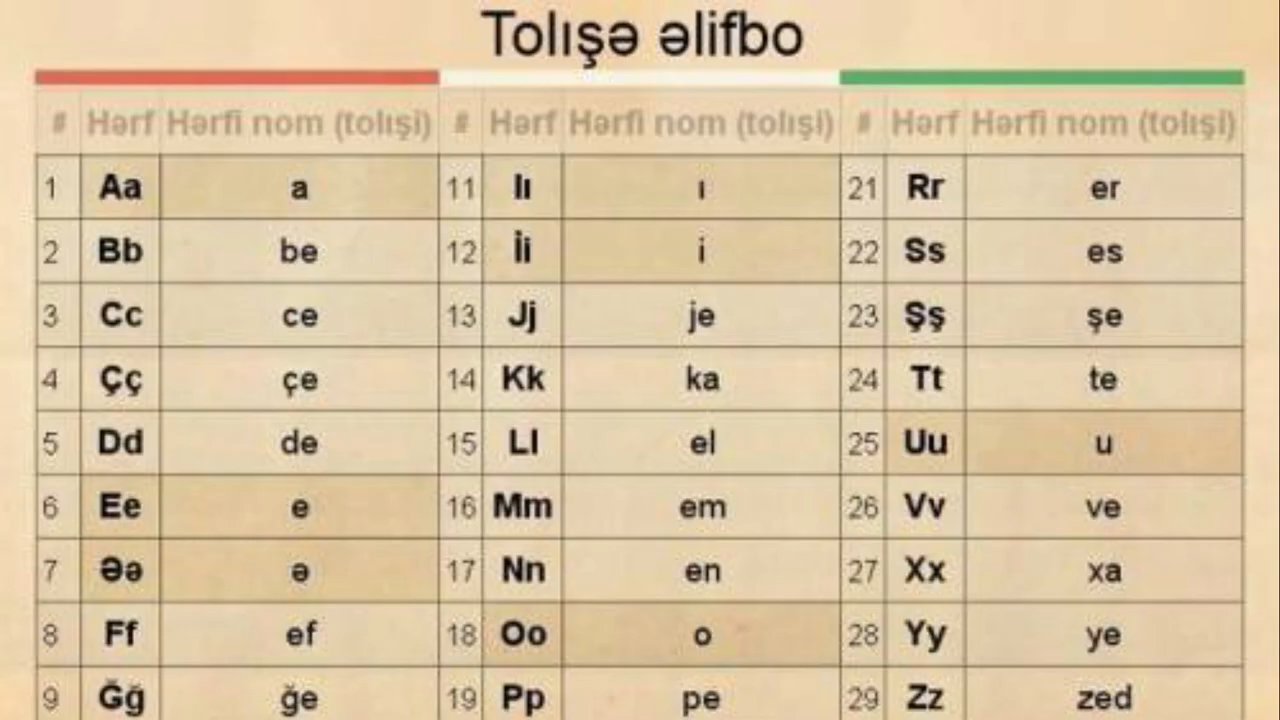 Tolışə əlifbo
# Hərf Hərfi nom (tolışi) # Hərf Hərfi nom (tolışi) # Hərf Hərfi nom (tolışi)
1 Aa a 11 Iı ı 21 Rr er
2 Bb be 12 İi i 22 Ss es
3 Cc ce 13 Jj je 23 Şş şe
4 Çç çe 14 Kk ka 24 Tt te
5 Dd de 15 Ll el 25 Uu u
6 Ee e 16 Mm em 26 Vv ve
7 Əə ə 17 Nn en 27 Xx xa
8 Ff ef 18 Oo o 28 Yy ye
9 Ğğ ğe 19 Pp pe 29 Zz zed